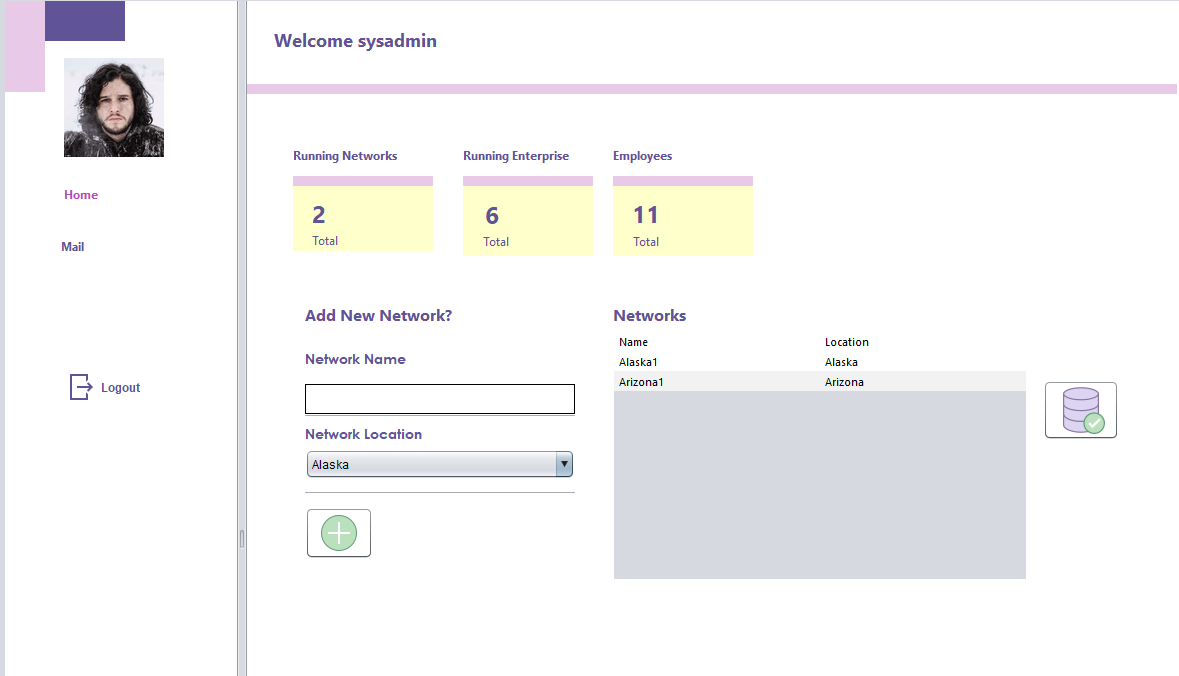 Welcome sysadmin
Home
Mail
Logout
Running Networks
Running Enterprise
Employees
2
6
11
Total
Total
Total
Add New Network?
Network Name
Network Location
Alaska
Networks
Name Location
Alaska1 Alaska
Arizona1 Arizona